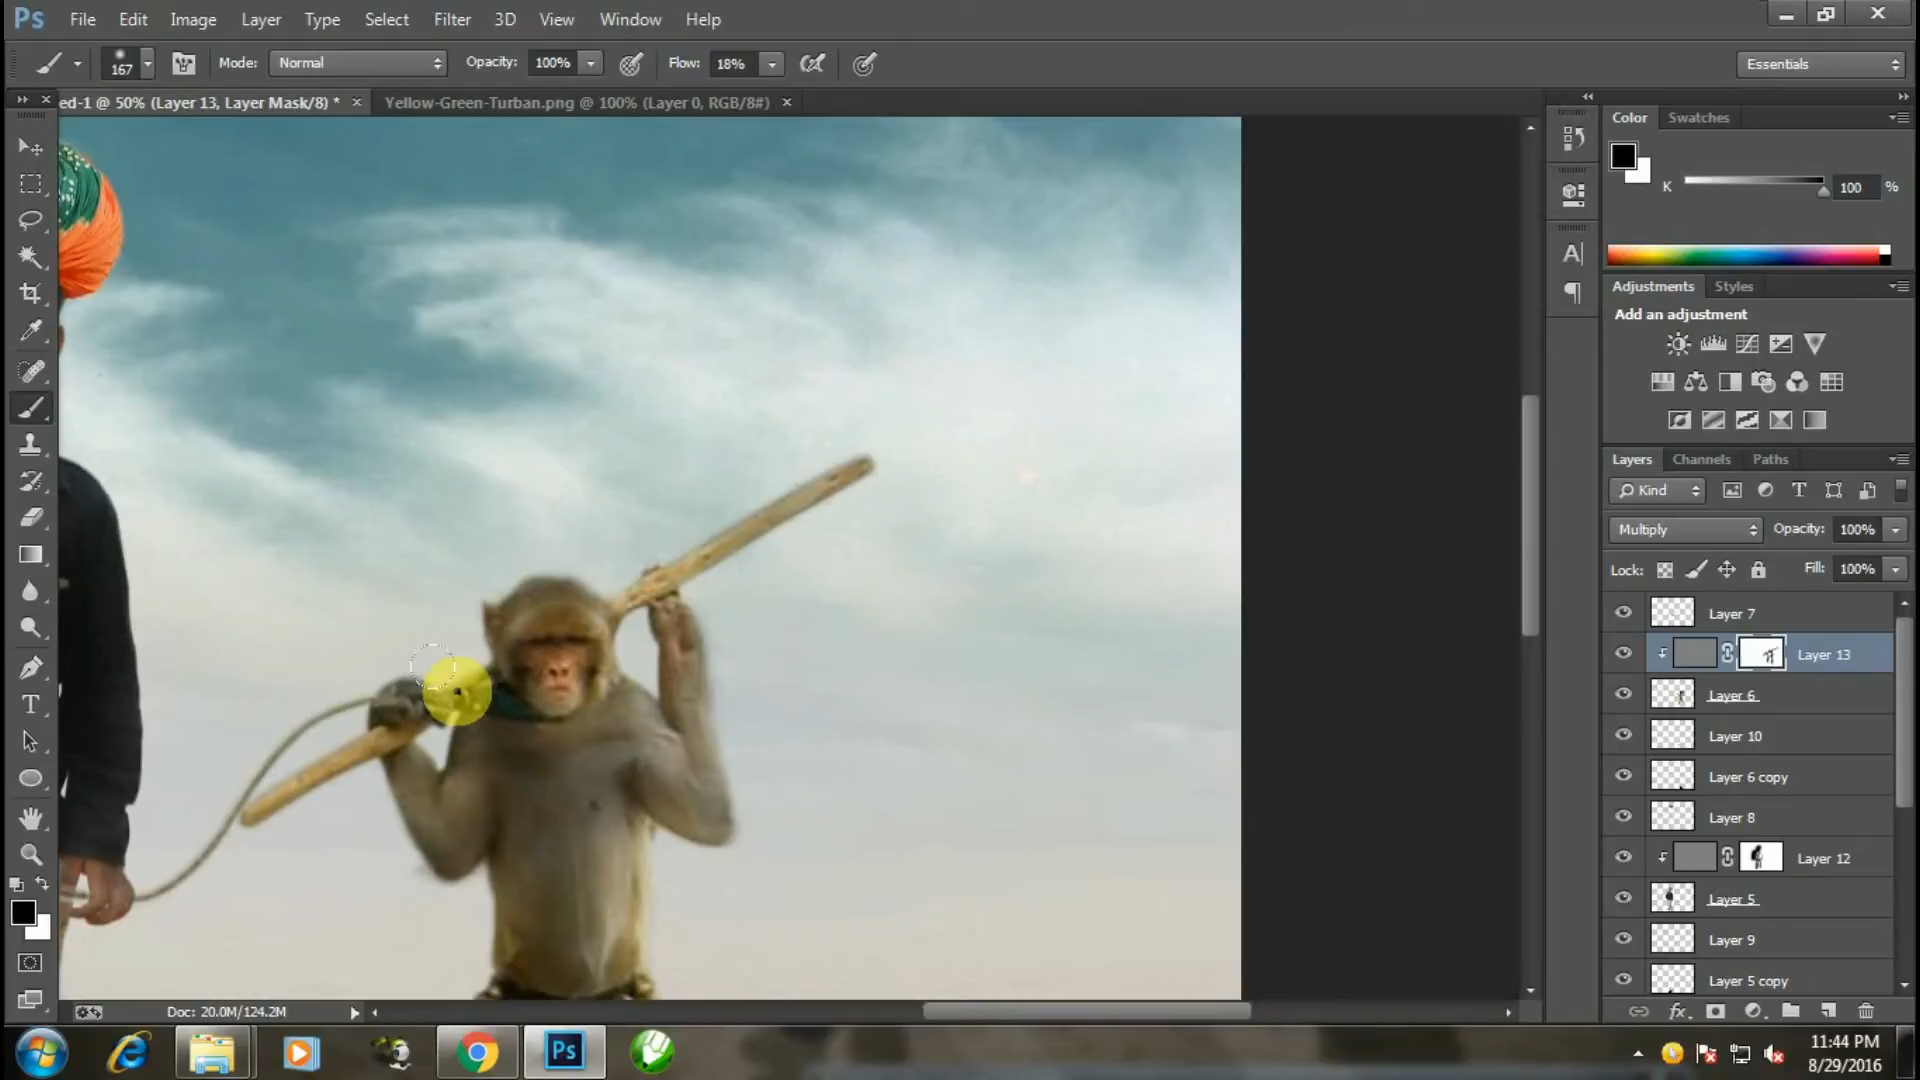 Ps File Edit Image Layer Type Select Filter 3D View Window Help
167 Mode: Normal Opacity: 100% Flow: 18% Essentials
ed-1 @ 50% (Layer 13, Layer Mask/8) * × Yellow-Green-Turban.png @ 100% (Layer 0, RGB/8#) ×
Color Swatches
K 100 %
Adjustments Styles
Add an adjustment
Layers Channels Paths
Kind
Multiply Opacity: 100%
Lock: Fill: 100%
Layer 7
Layer 13
Layer 6
Layer 10
Layer 6 copy
Layer 8
Layer 12
Layer 5
Layer 9
Layer 5 copy
Doc: 20.0M/124.2M
Ps
11:44 PM
8/29/2016